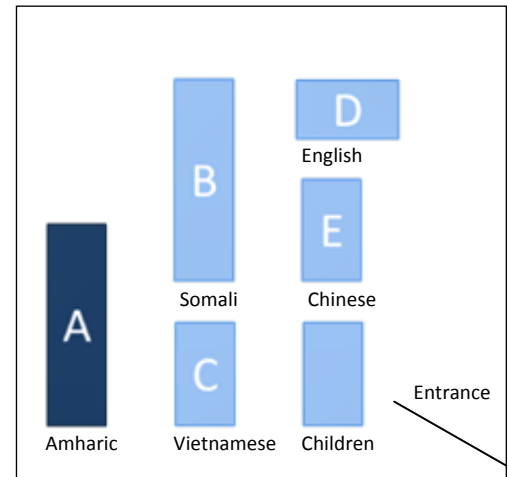 D
English
B
E
Somali
Chinese
A
C
Entrance
Amharic
Vietnamese
Children